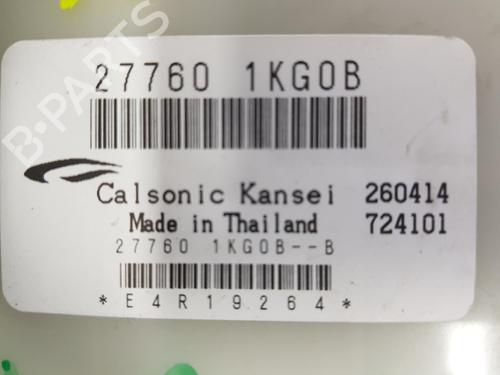 27760 1KG0B
Calsonic Kansei 260414
Made in Thailand 724101
27760 1KG0B--B
*E4R19264*
B-PARTS